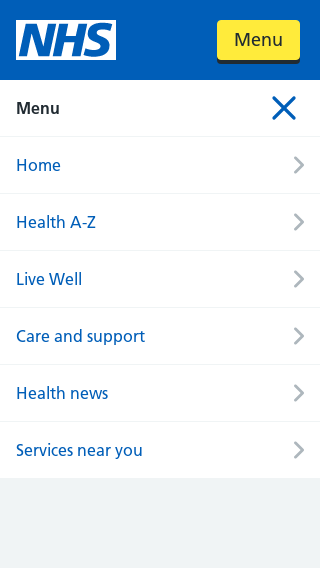 NHS
Menu
Menu
Home
Health A-Z
Live Well
Care and support
Health news
Services near you